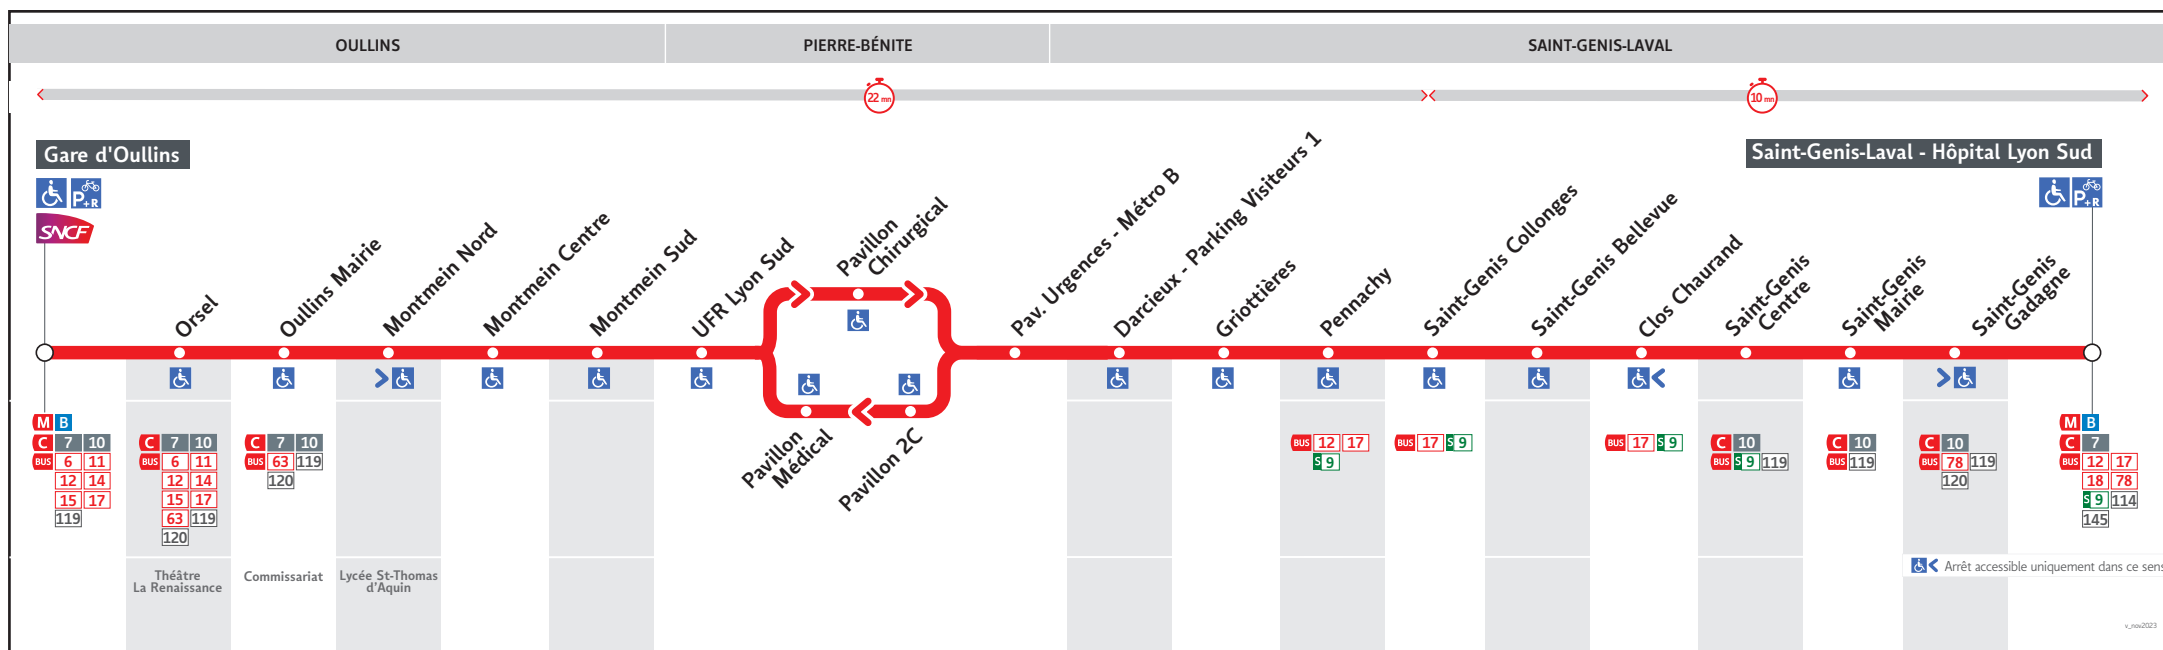 OULLINS
PIERRE-BÉNITE
SAINT-GENIS-LAVAL
22 mn
10 mn
Gare d'Oullins
P+R
SNCF
Saint-Genis-Laval - Hôpital Lyon Sud
P+R
Orsel
Oullins Mairie
Montmein Nord
Montmein Centre
Montmein Sud
UFR Lyon Sud
Pavillon
Chirurgical
Pavillon
Médical
Pavillon 2C
Pav. Urgences - Métro B
Darcieux - Parking Visiteurs 1
Griottières
Pennachy
Saint-Genis Collonges
Saint-Genis Bellevue
Clos Chaurand
Saint-Genis
Centre
Saint-Genis
Mairie
Saint-Genis
Gadagne
M B
C 7 10
BUS 6 11
12 14
15 17
119
C 7 10
BUS 6 11
12 14
15 17
63 119
120
C 7 10
BUS 63 119
120
BUS 12 17
S 9
BUS 17 S 9
BUS 17 S 9
C 10
BUS S 9 119
C 10
BUS 119
C 10
BUS 78 119
120
M B
C 7
BUS 12 17
18 78
S 9 114
145
Théâtre
La Renaissance
Commissariat
Lycée St-Thomas
d'Aquin
Arrêt accessible uniquement dans ce sens
v_nov2023